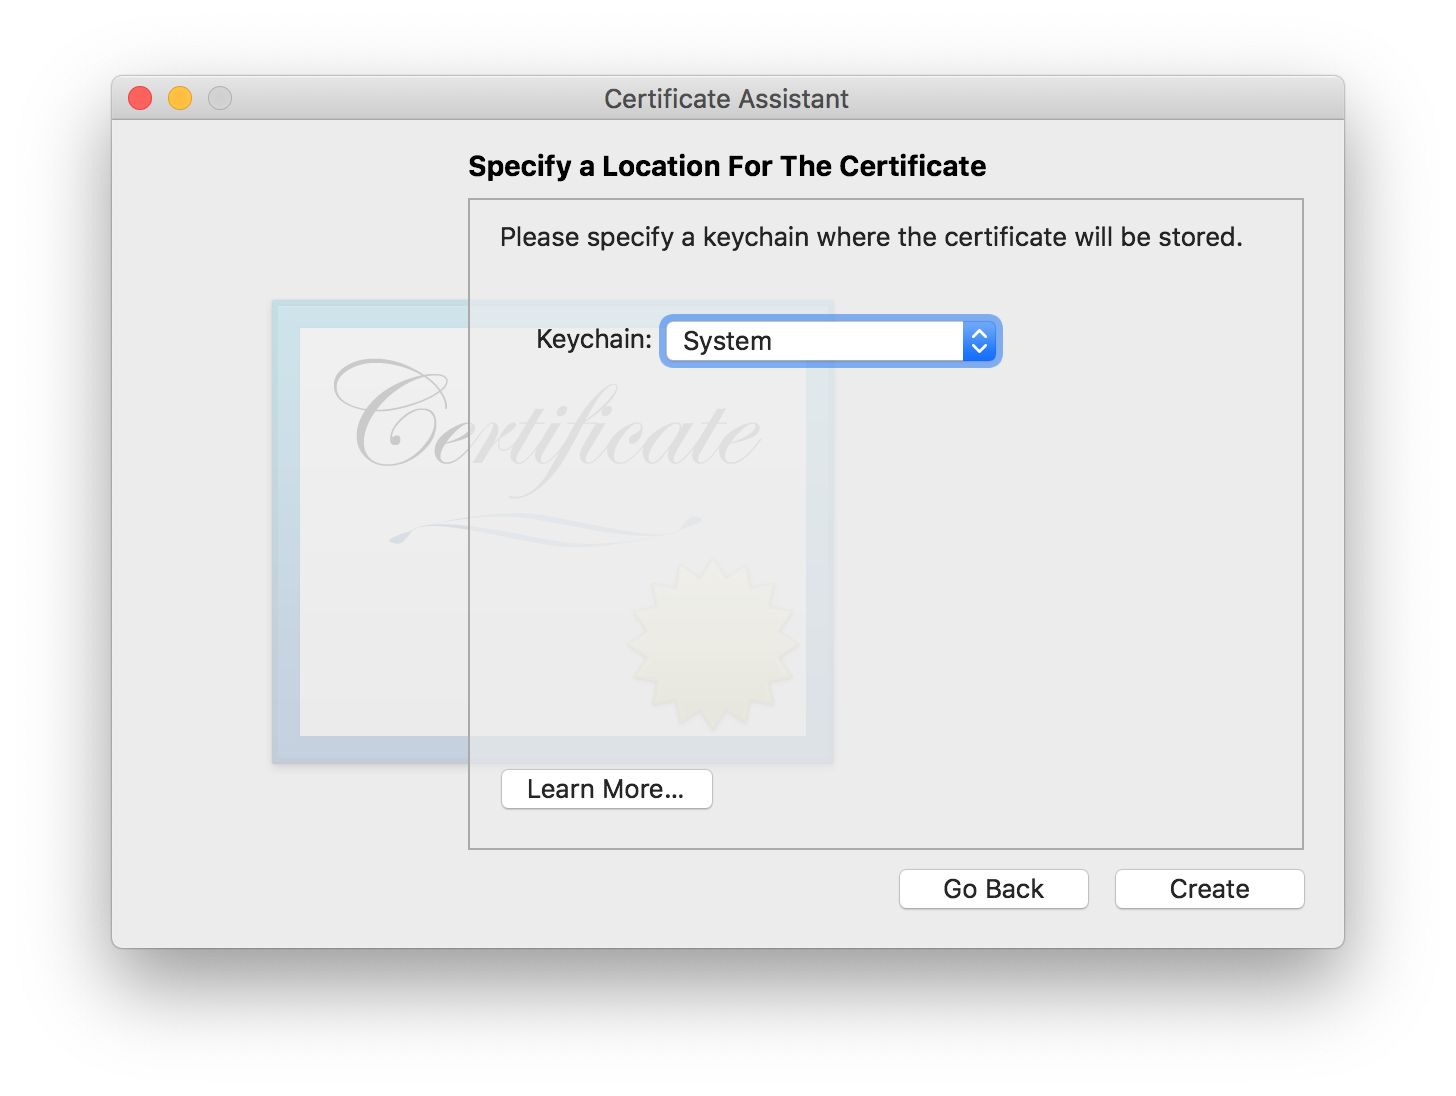 Certificate Assistant
Specify a Location For The Certificate
Please specify a keychain where the certificate will be stored.
Keychain: System
Certificate
Learn More...
Go Back
Create